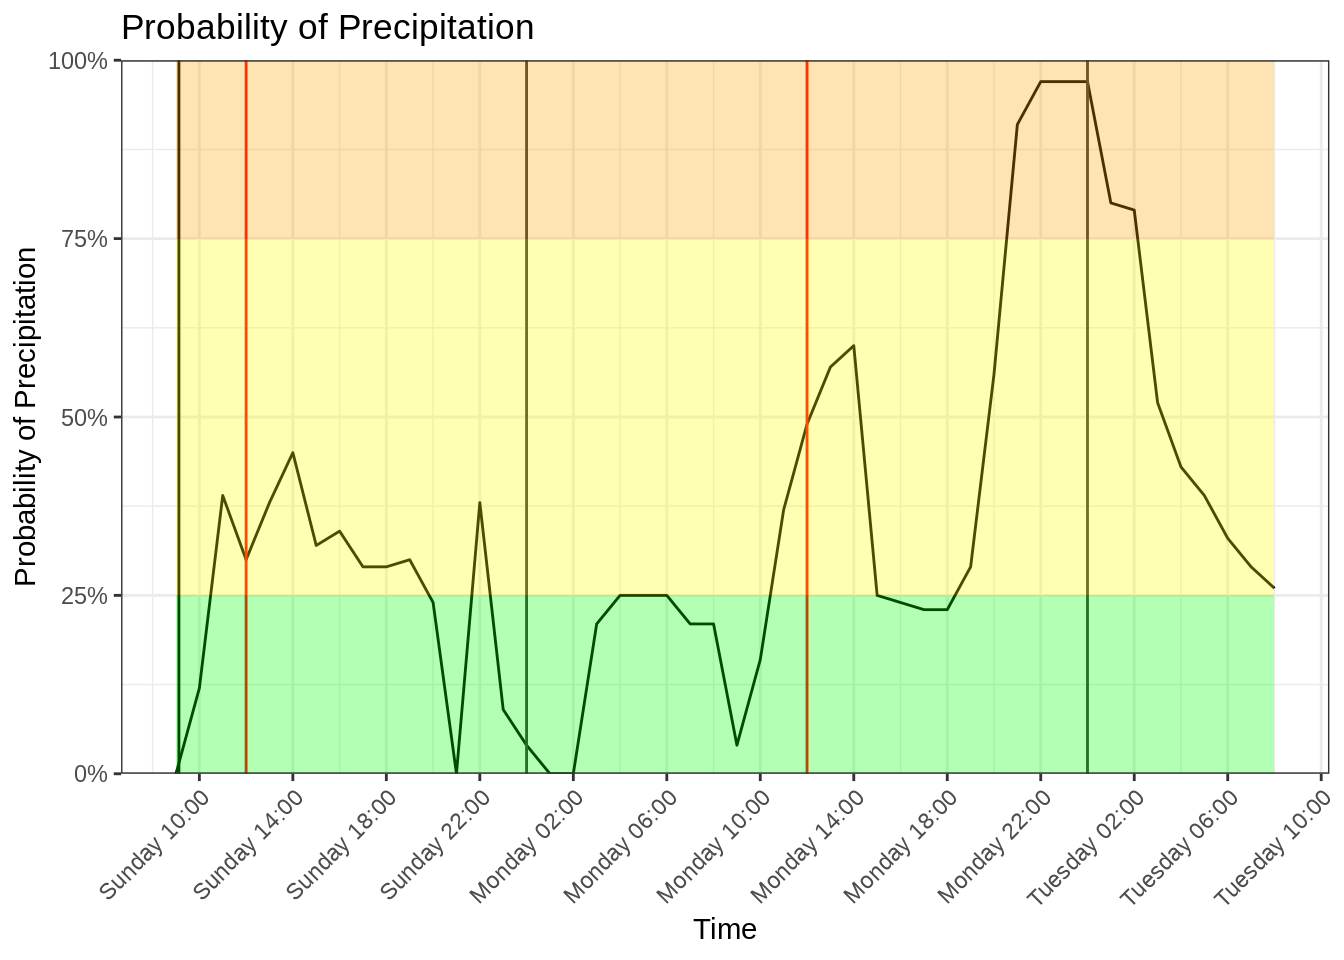 Probability of Precipitation
Probability of Precipitation
100%
75%
50%
25%
0%
Sunday 10:00
Sunday 14:00
Sunday 18:00
Sunday 22:00
Monday 02:00
Monday 06:00
Monday 10:00
Monday 14:00
Monday 18:00
Monday 22:00
Tuesday 02:00
Tuesday 06:00
Tuesday 10:00
Time